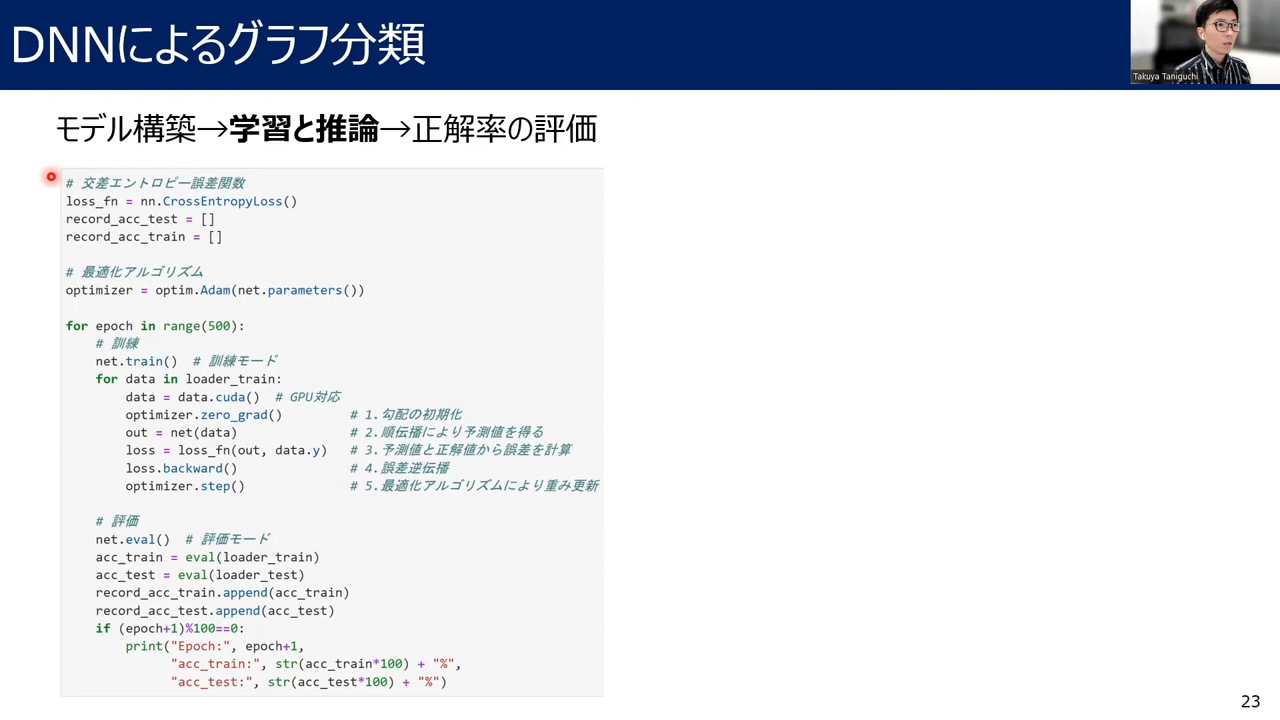 DNNによるグラフ分類
Takuya Taniguchi
モデル構築→学習と推論→正解率の評価
# 交差エントロピー誤差関数
loss_fn = nn.CrossEntropyLoss()
record_acc_test = []
record_acc_train = []
# 最適化アルゴリズム
optimizer = optim.Adam(net.parameters())
for epoch in range(500):
# 訓練
net.train() # 訓練モード
for data in loader_train:
data = data.cuda() # GPU対応
optimizer.zero_grad() # 1.勾配の初期化
out = net(data) # 2.順伝播により予測値を得る
loss = loss_fn(out, data.y) # 3.予測値と正解値から誤差を計算
loss.backward() # 4.誤差逆伝播
optimizer.step() # 5.最適化アルゴリズムにより重み更新
# 評価
net.eval() # 評価モード
acc_train = eval(loader_train)
acc_test = eval(loader_test)
record_acc_train.append(acc_train)
record_acc_test.append(acc_test)
if (epoch+1)%100==0:
print("Epoch:", epoch+1,
"acc_train:", str(acc_train*100) + "%",
"acc_test:", str(acc_test*100) + "%")
23